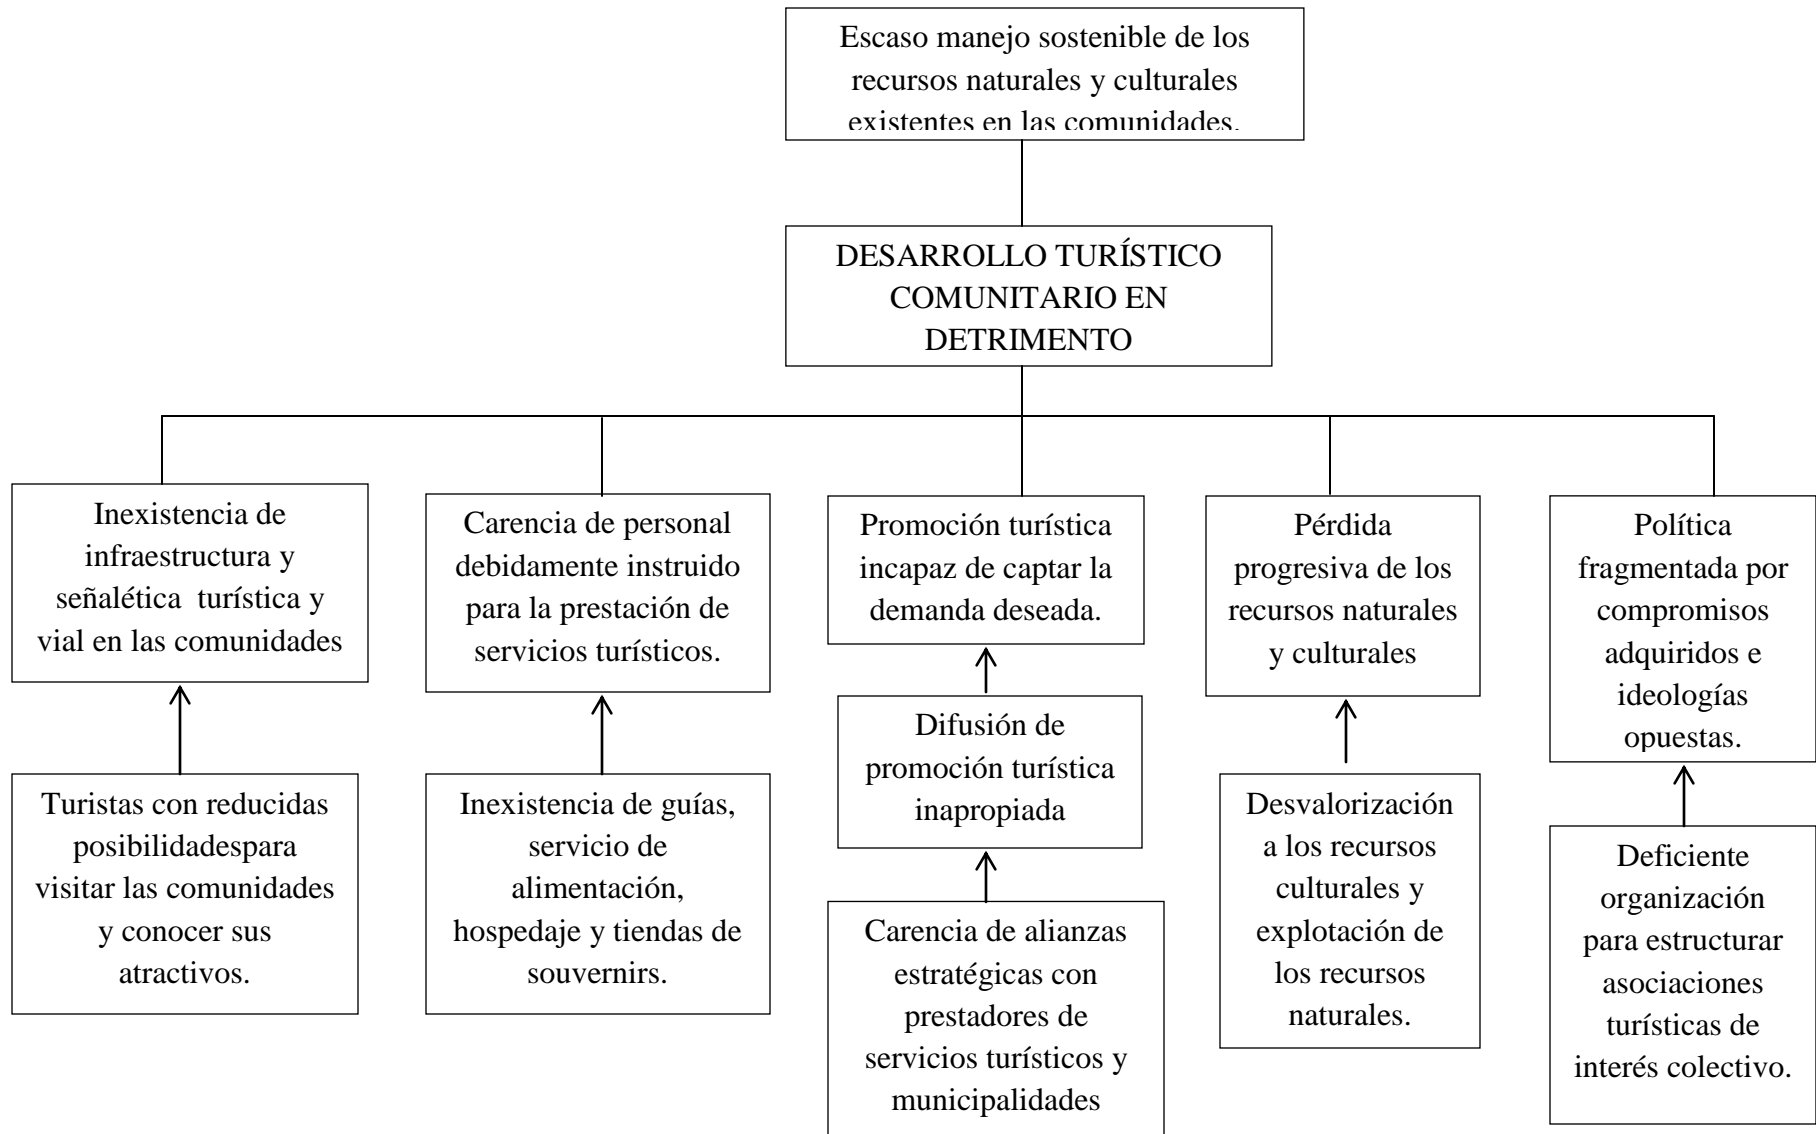 Escaso manejo sostenible de los
recursos naturales y culturales
existentes en las comunidades.
DESARROLLO TURÍSTICO
COMUNITARIO EN
DETRIMENTO
Inexistencia de
infraestructura y
señalética turística y
vial en las comunidades
Carencia de personal
debidamente instruido
para la prestación de
servicios turísticos.
Promoción turística
incapaz de captar la
demanda deseada.
Pérdida
progresiva de los
recursos naturales
y culturales
Política
fragmentada por
compromisos
adquiridos e
ideologías
opuestas.
Turistas con reducidas
posibilidadespara
visitar las comunidades
y conocer sus
atractivos.
Inexistencia de guías,
servicio de
alimentación,
hospedaje y tiendas de
souvernirs.
Difusión de
promoción turística
inapropiada
Carencia de alianzas
estratégicas con
prestadores de
servicios turísticos y
municipalidades
Desvalorización
a los recursos
culturales y
explotación de
los recursos
naturales.
Deficiente
organización
para estructurar
asociaciones
turísticas de
interés colectivo.